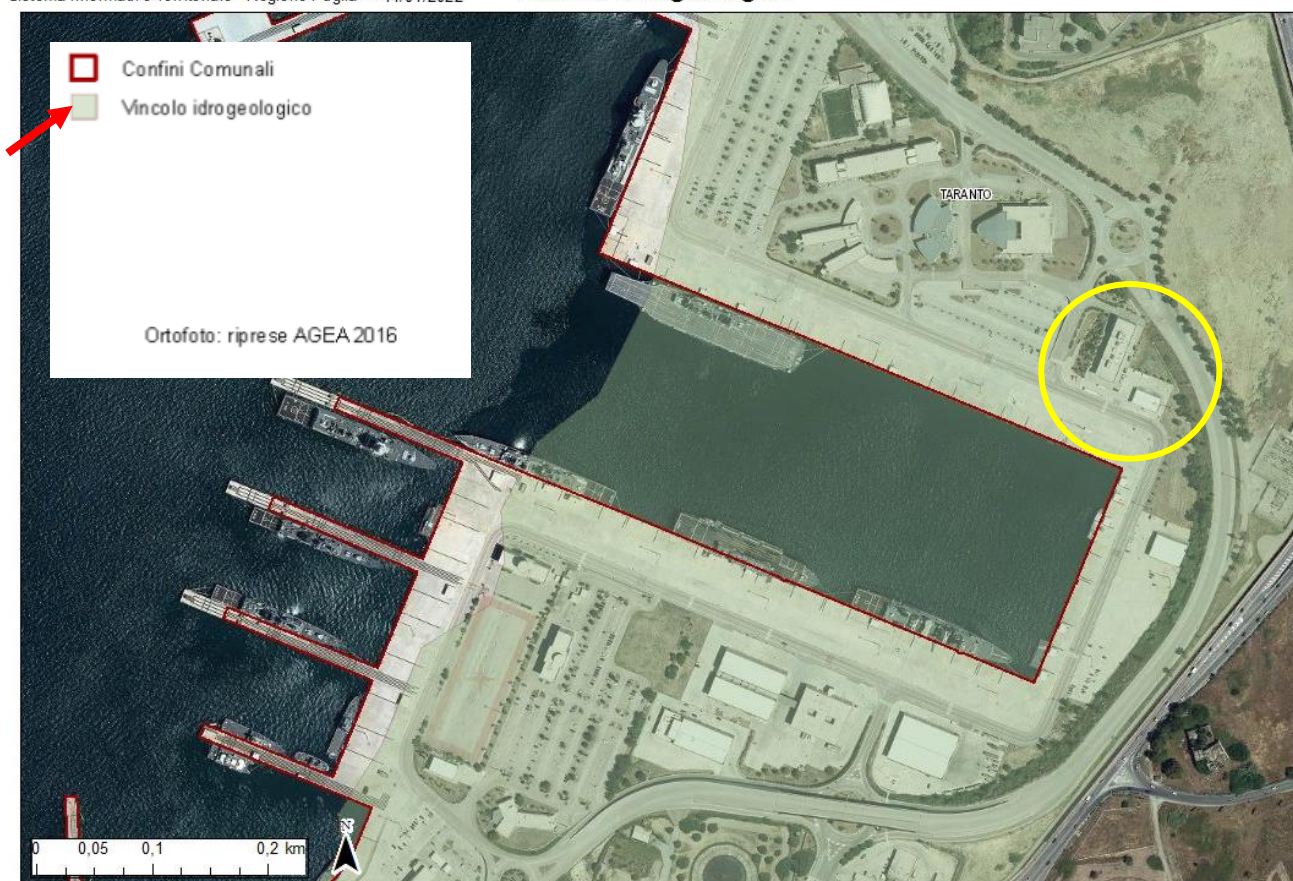 Confini Comunali
Vincolo idrogeologico
Ortofoto: riprese AGEA 2016
TARANTO
0 0,05 0,1 0,2 km